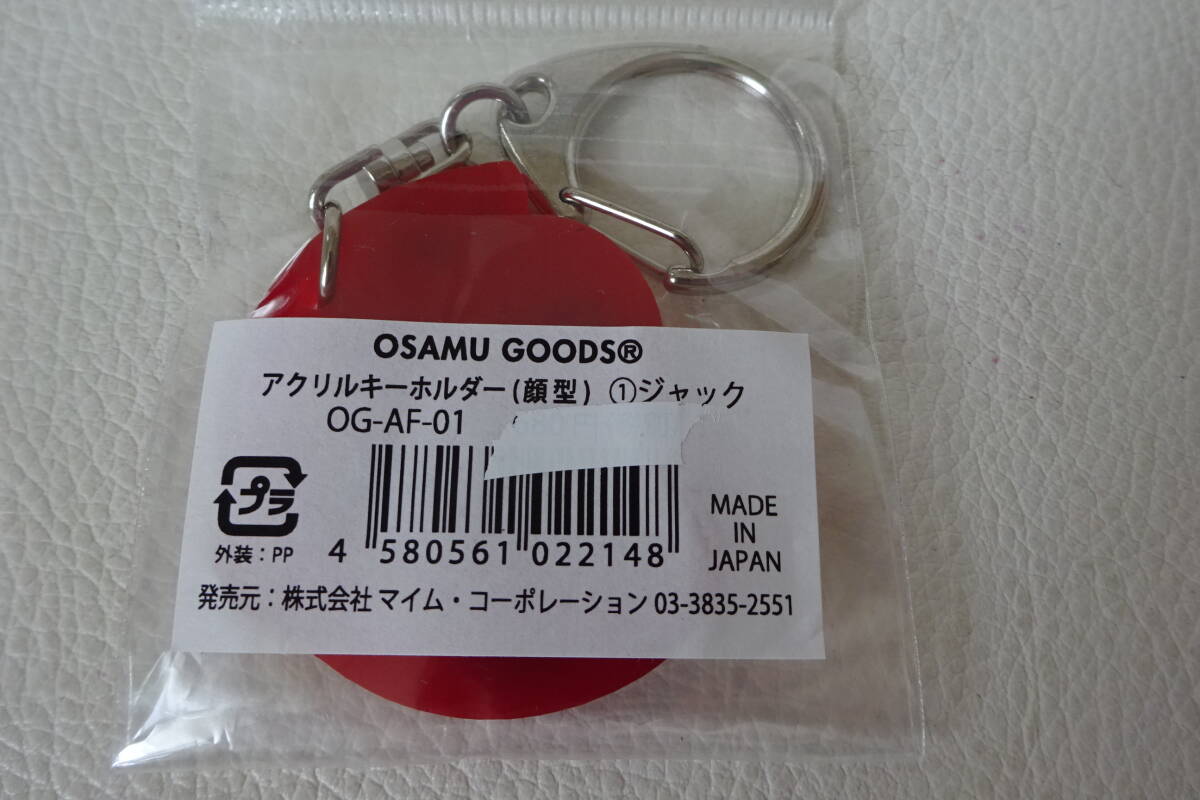 OSAMU GOODS®
アクリルキーホルダー(顔型) ①ジャック
OG-AF-01
プラ
外装：PP
4 580561 022148
MADE
IN
JAPAN
発売元：株式会社 マイム・コーポレーション 03-3835-2551